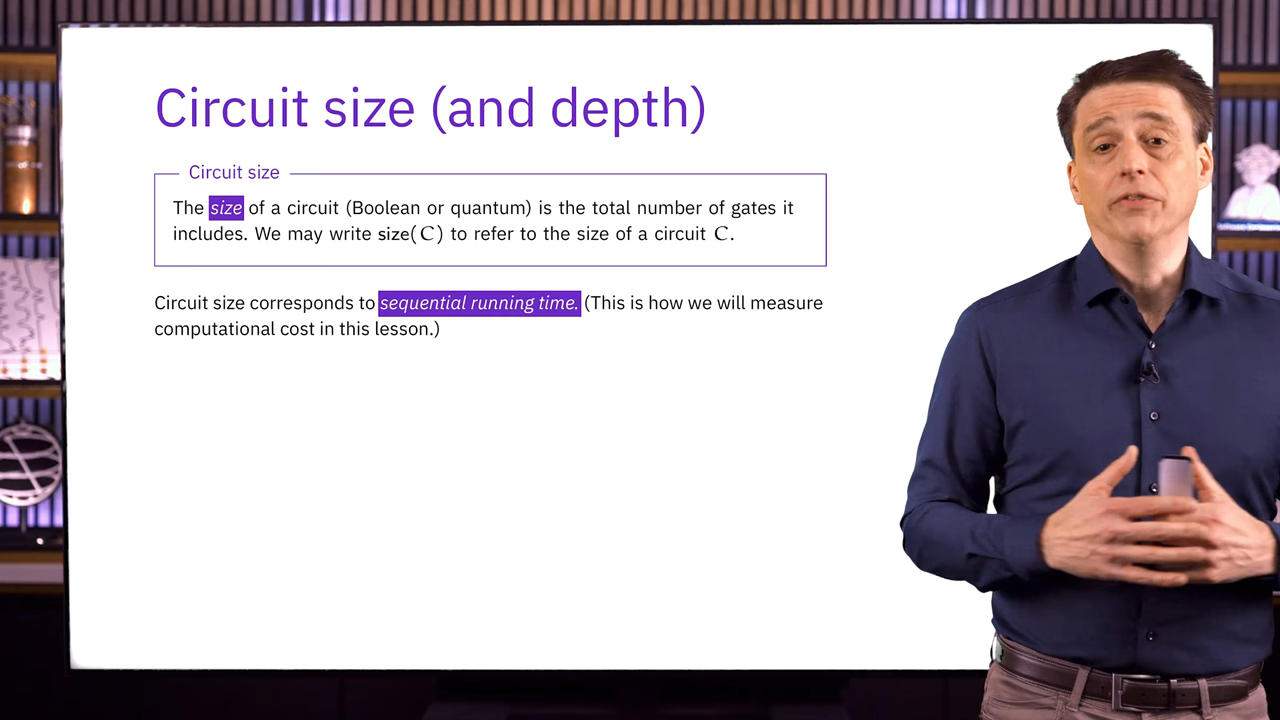 Circuit size (and depth)
Circuit size
The size of a circuit (Boolean or quantum) is the total number of gates it
includes. We may write size(C) to refer to the size of a circuit C.
Circuit size corresponds to sequential running time. (This is how we will measure
computational cost in this lesson.)